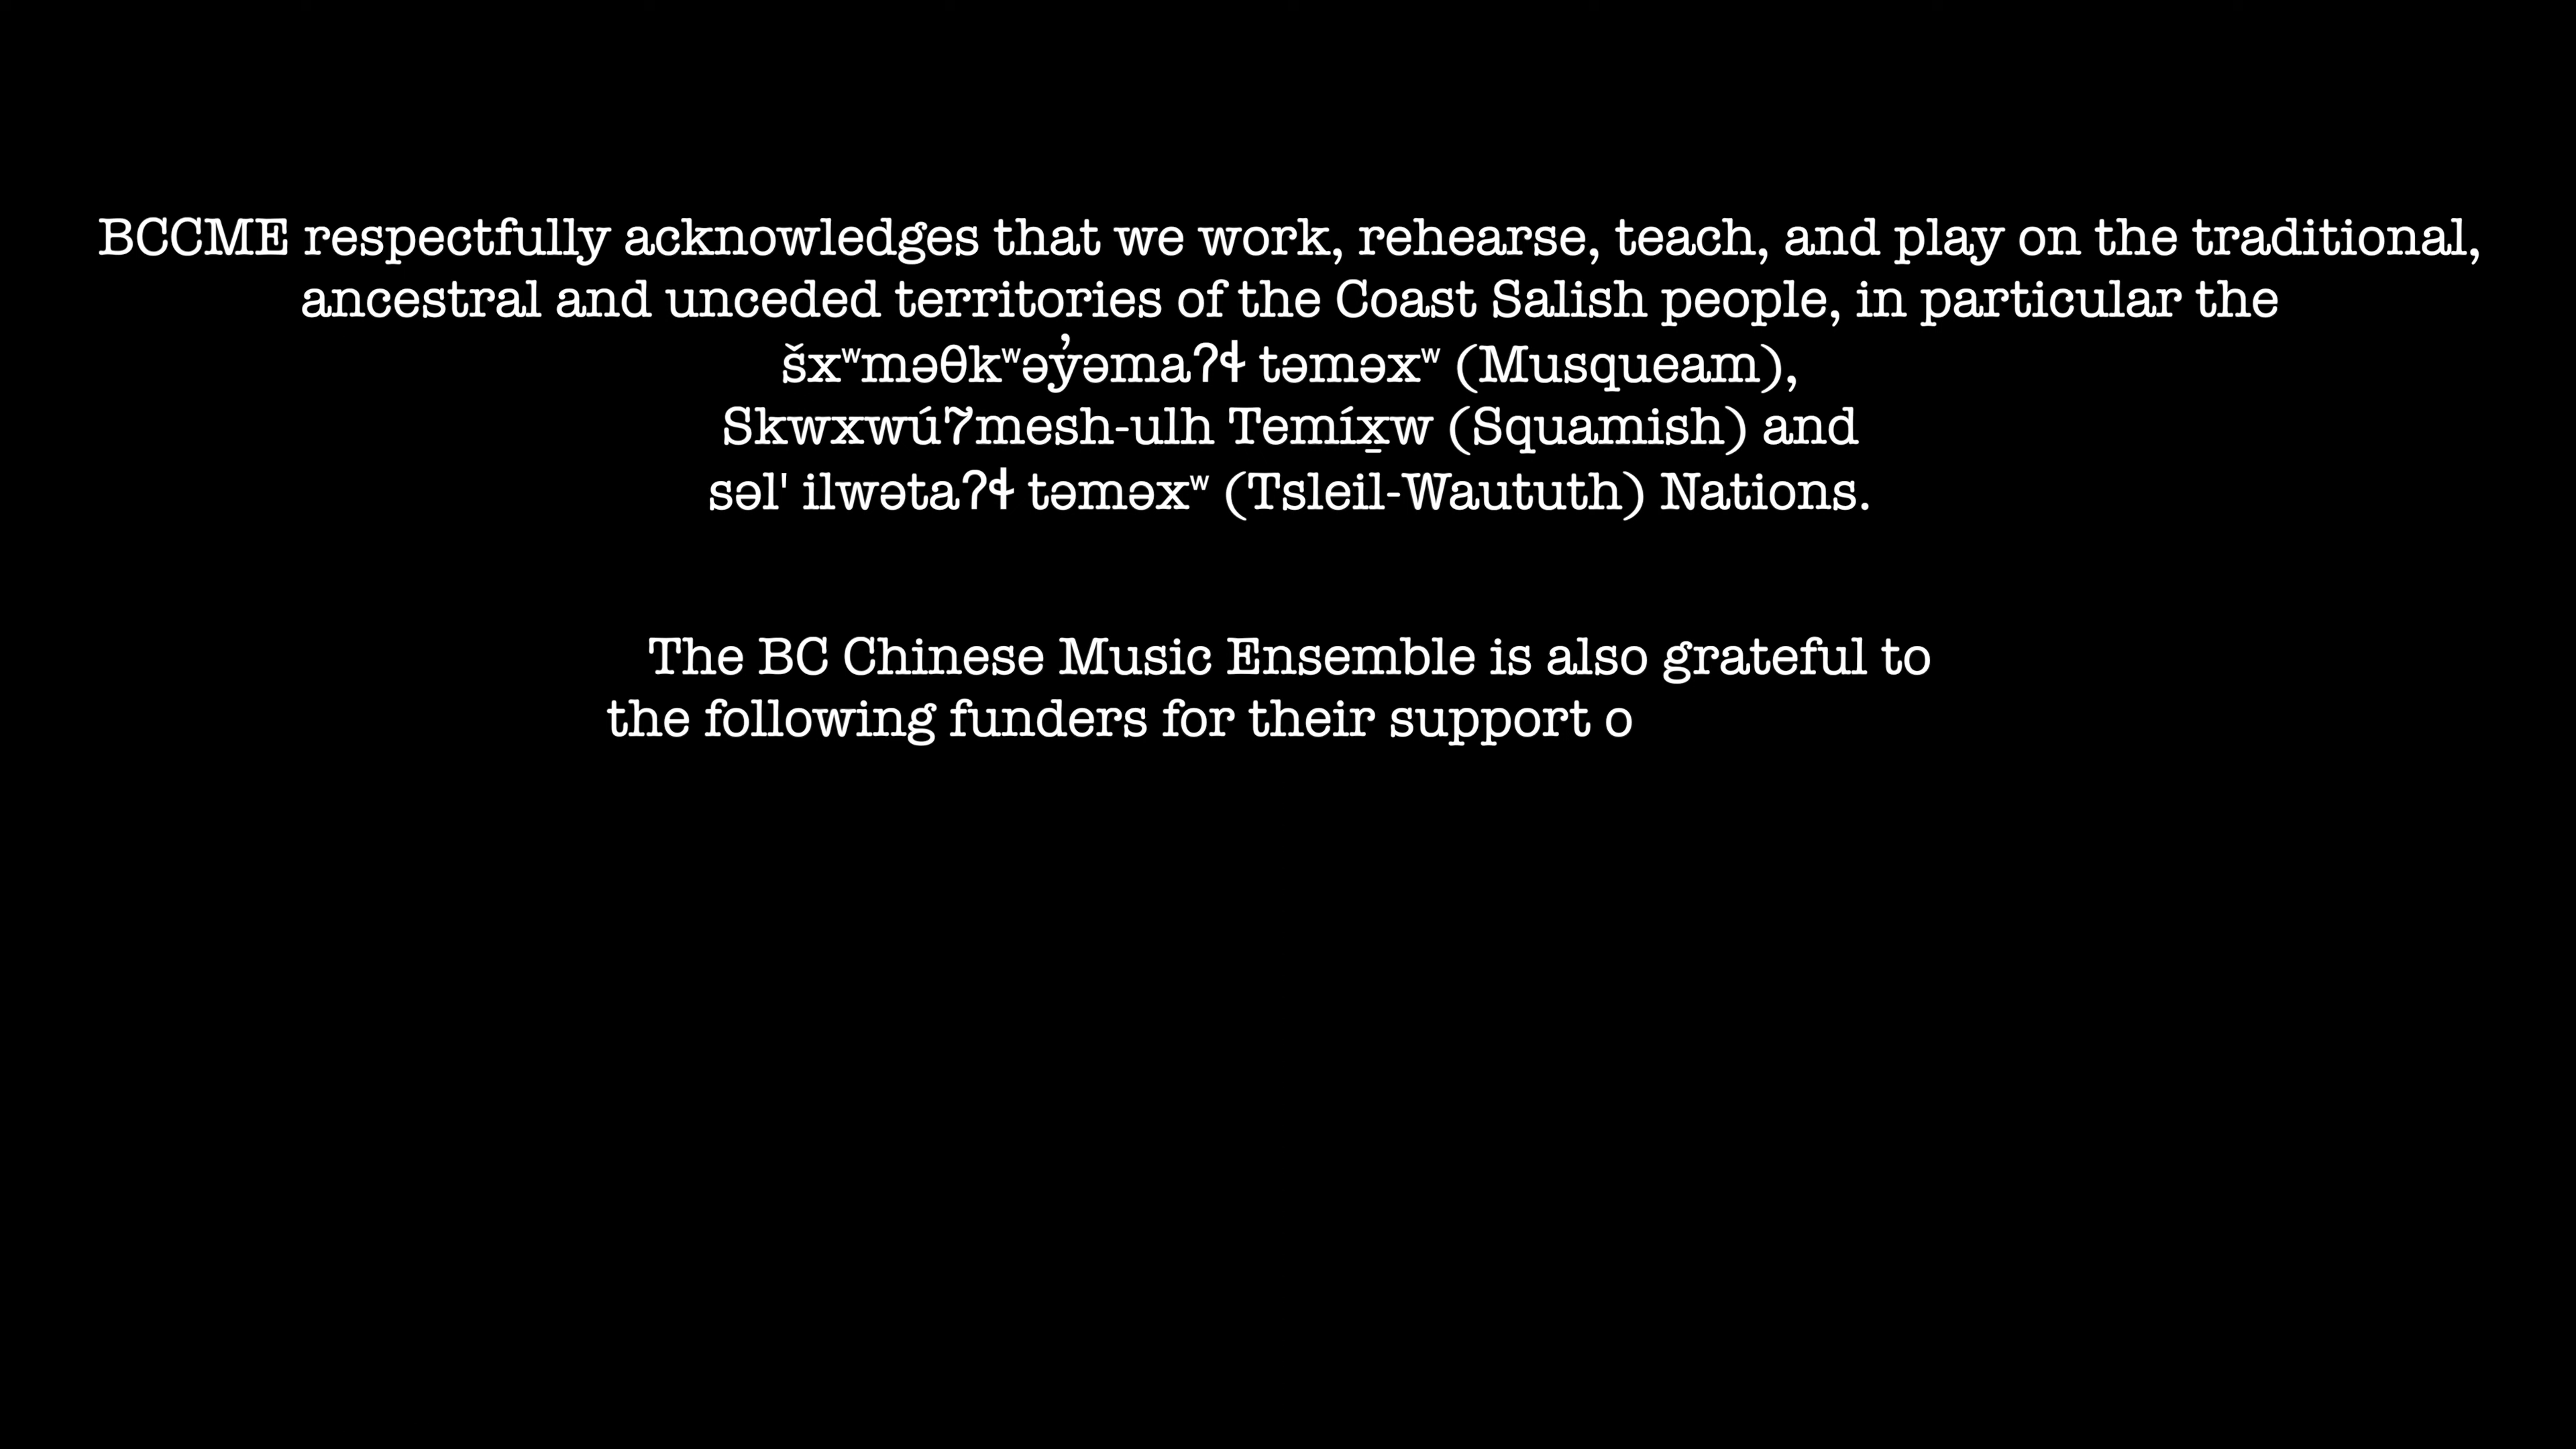 BCCME respectfully acknowledges that we work, rehearse, teach, and play on the traditional,
ancestral and unceded territories of the Coast Salish people, in particular the
šxʷməθkʷəy̓əmaʔɬ təməxʷ (Musqueam),
Skwxwú7mesh-ulh Temíx̱w (Squamish) and
səl' ilwətaʔɬ təməxʷ (Tsleil-Waututh) Nations.
The BC Chinese Music Ensemble is also grateful to
the following funders for their support o